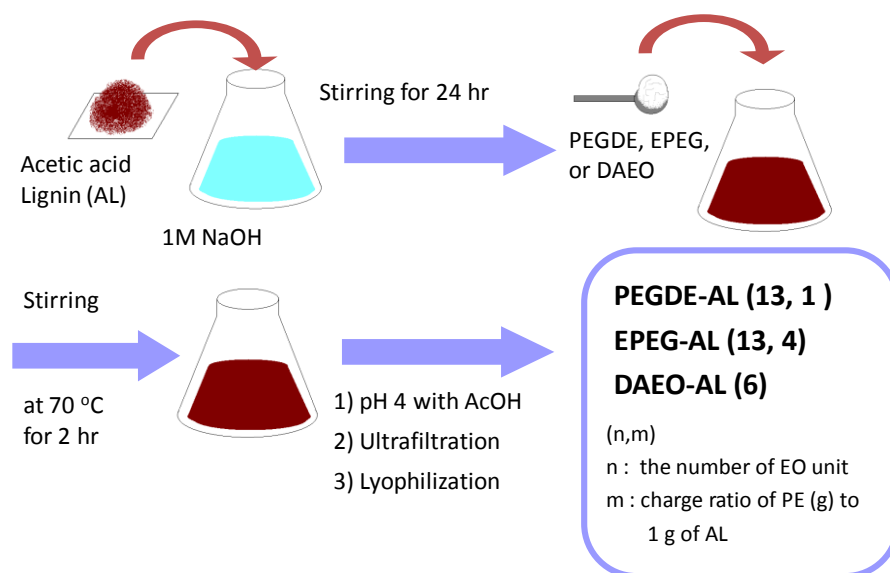 Acetic acid
Lignin (AL)
1M NaOH
Stirring for 24 hr
PEGDE, EPEG,
or DAEO
Stirring
at 70 °C
for 2 hr
1) pH 4 with AcOH
2) Ultrafiltration
3) Lyophilization
PEGDE-AL (13, 1 )
EPEG-AL (13, 4)
DAEO-AL (6)
(n,m)
n : the number of EO unit
m : charge ratio of PE (g) to
1 g of AL